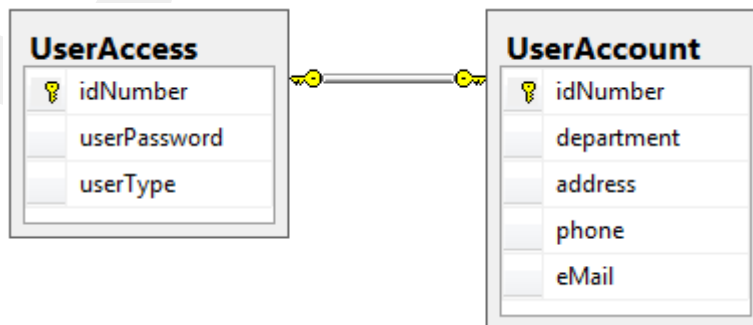 UserAccess
idNumber
userPassword
userType
UserAccount
idNumber
department
address
phone
eMail